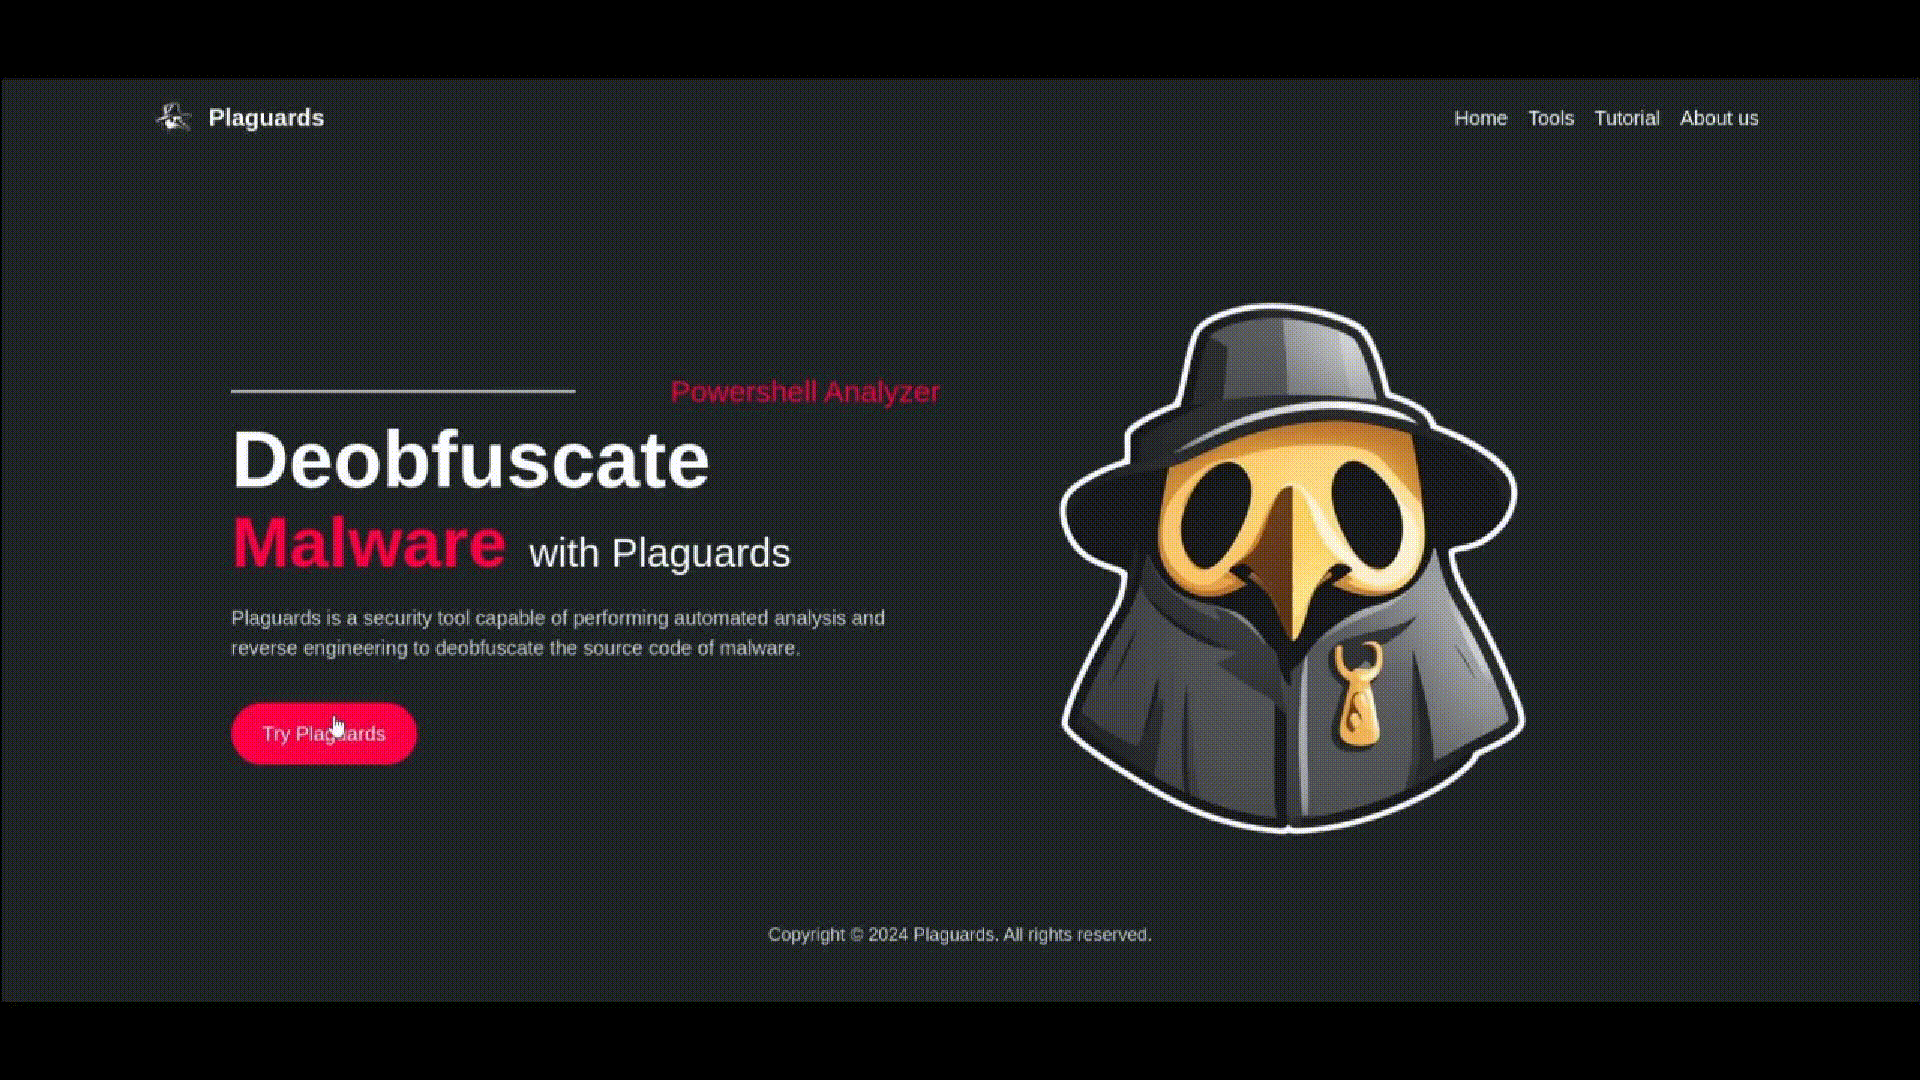 Plaguards
Home Tools Tutorial About us
Powershell Analyzer
Deobfuscate
Malware with Plaguards
Plaguards is a security tool capable of performing automated analysis and
reverse engineering to deobfuscate the source code of malware.
Try Plaguards
Copyright © 2024 Plaguards. All rights reserved.